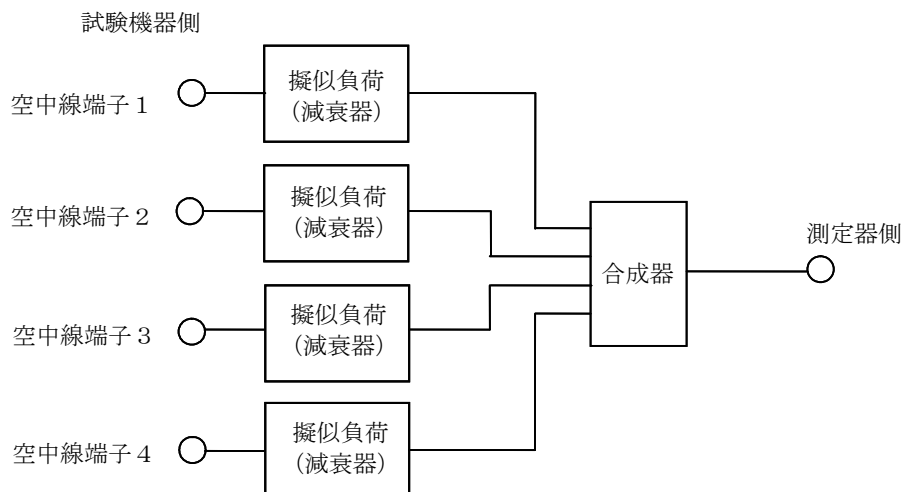 試験機器側
空中線端子1
擬似負荷
(減衰器)
空中線端子2
擬似負荷
(減衰器)
空中線端子3
擬似負荷
(減衰器)
空中線端子4
擬似負荷
(減衰器)
合成器
測定器側